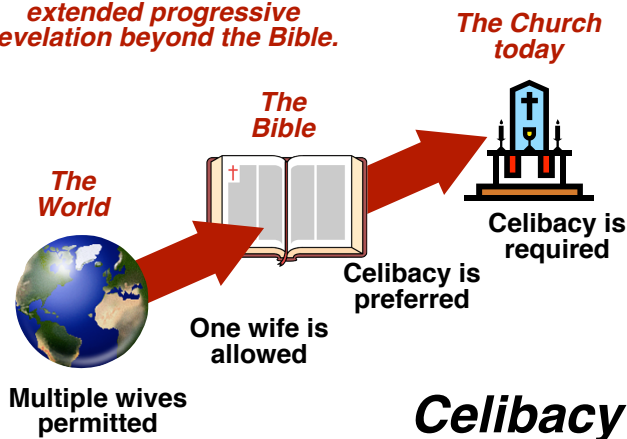 extended progressive
revelation beyond the Bible.
The Church
today
The
Bible
The
World
Celibacy is
required
Celibacy is
preferred
One wife is
allowed
Multiple wives
permitted
Celibacy